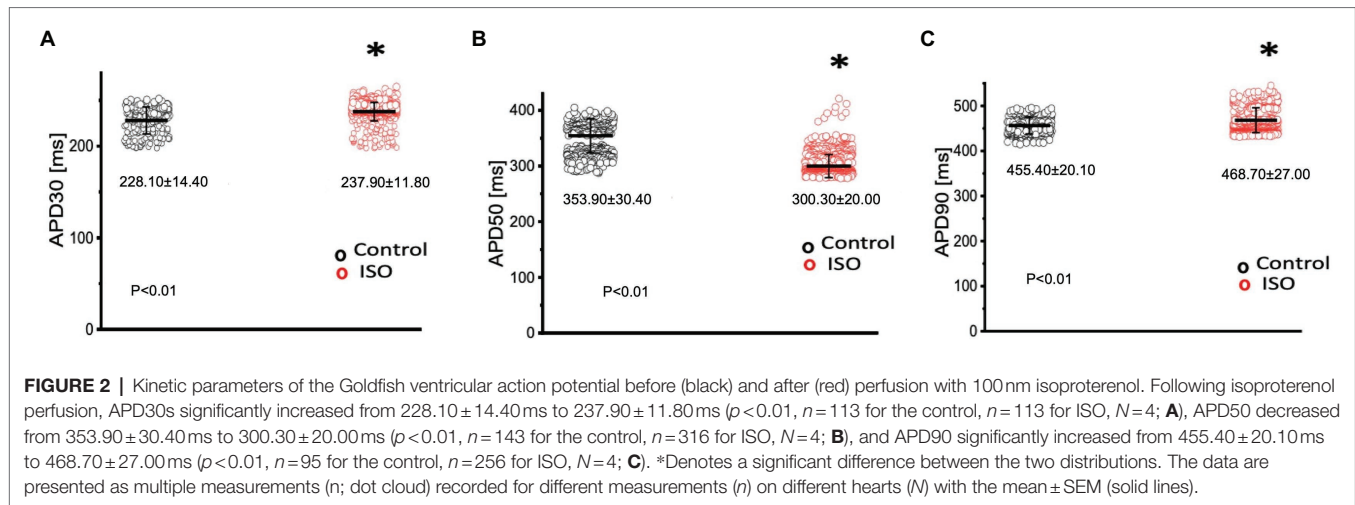 A
*
APD30 [ms]
200
100
0
228.10±14.40
237.90±11.80
Control
ISO
P<0.01
B
*
APD50 [ms]
400
300
200
100
0
353.90±30.40
300.30±20.00
Control
ISO
P<0.01
C
*
APD90 [ms]
500
400
300
200
100
0
455.40±20.10
468.70±27.00
Control
ISO
P<0.01
FIGURE 2 | Kinetic parameters of the Goldfish ventricular action potential before (black) and after (red) perfusion with 100 nm isoproterenol. Following isoproterenol
perfusion, APD30s significantly increased from 228.10 ± 14.40 ms to 237.90 ± 11.80 ms (p < 0.01, n = 113 for the control, n = 113 for ISO, N = 4; A), APD50 decreased
from 353.90 ± 30.40 ms to 300.30 ± 20.00 ms (p < 0.01, n = 143 for the control, n = 316 for ISO, N = 4; B), and APD90 significantly increased from 455.40 ± 20.10 ms
to 468.70 ± 27.00 ms (p < 0.01, n = 95 for the control, n = 256 for ISO, N = 4; C). *Denotes a significant difference between the two distributions. The data are
presented as multiple measurements (n; dot cloud) recorded for different measurements (n) on different hearts (N) with the mean ± SEM (solid lines).